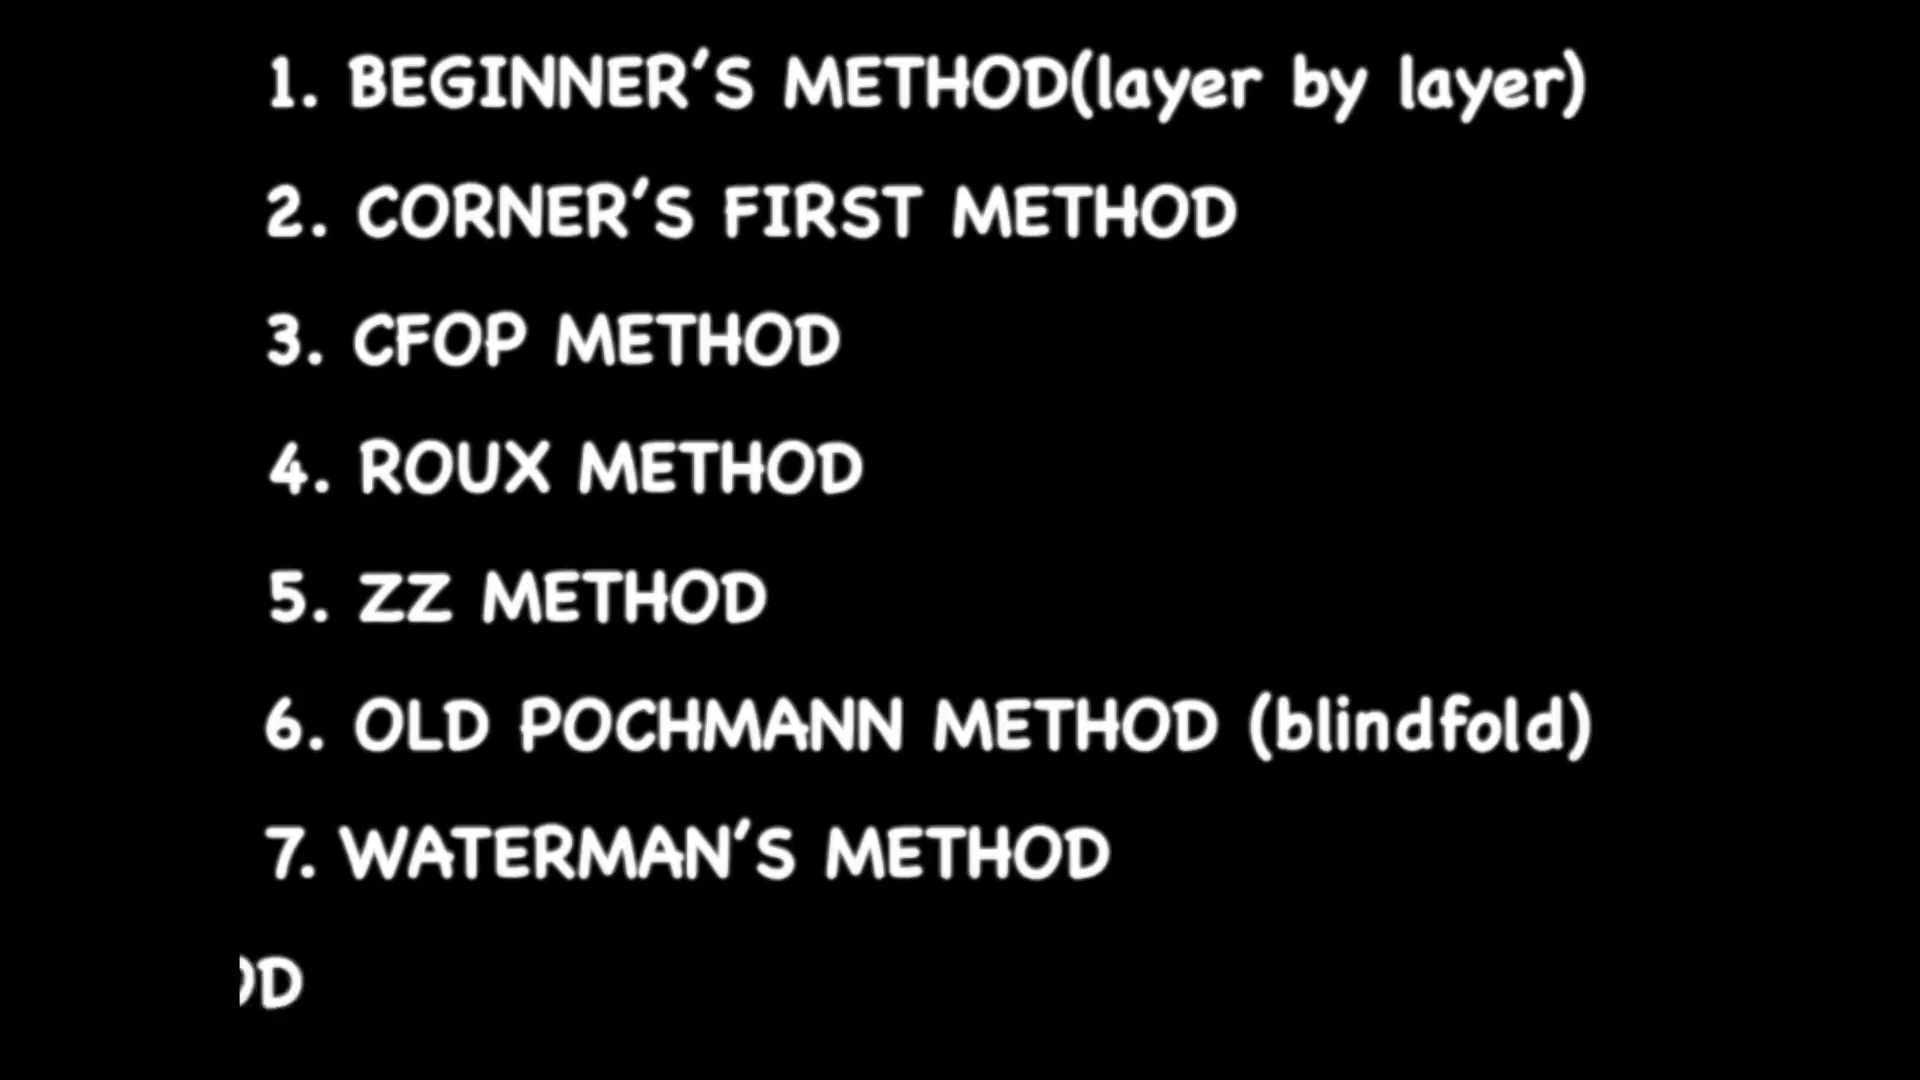 1. BEGINNER'S METHOD(layer by layer)
2. CORNER'S FIRST METHOD
3. CFOP METHOD
4. ROUX METHOD
5. ZZ METHOD
6. OLD POCHMANN METHOD (blindfold)
7. WATERMAN'S METHOD